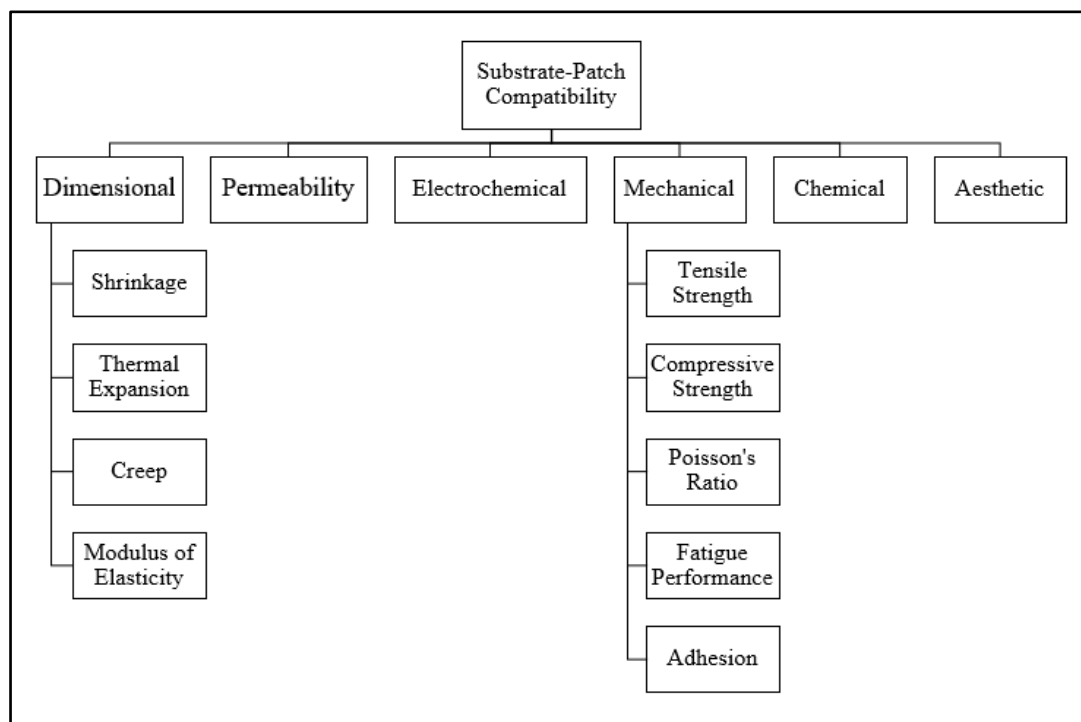 Substrate-Patch
Compatibility
Dimensional
Permeability
Electrochemical
Mechanical
Chemical
Aesthetic
Shrinkage
Thermal
Expansion
Creep
Modulus of
Elasticity
Tensile
Strength
Compressive
Strength
Poisson's
Ratio
Fatigue
Performance
Adhesion